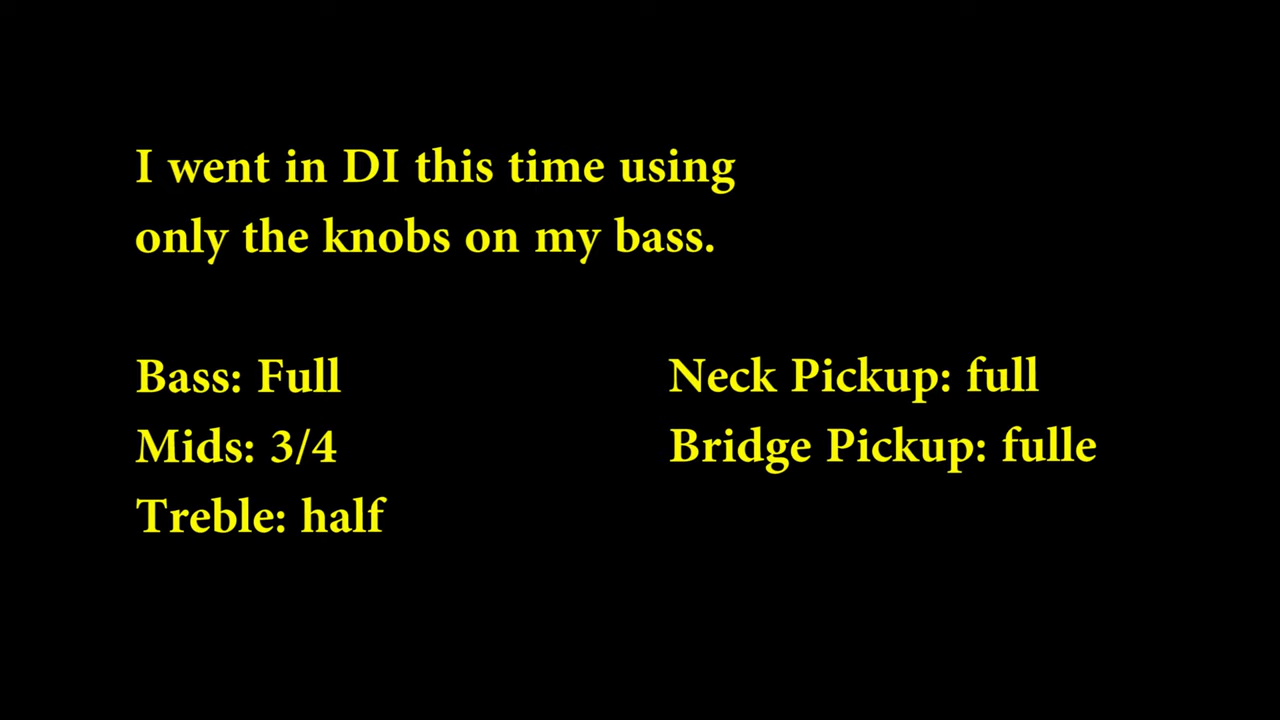 I went in DI this time using
only the knobs on my bass.
Bass: Full
Mids: 3/4
Treble: half
Neck Pickup: full
Bridge Pickup: fulle